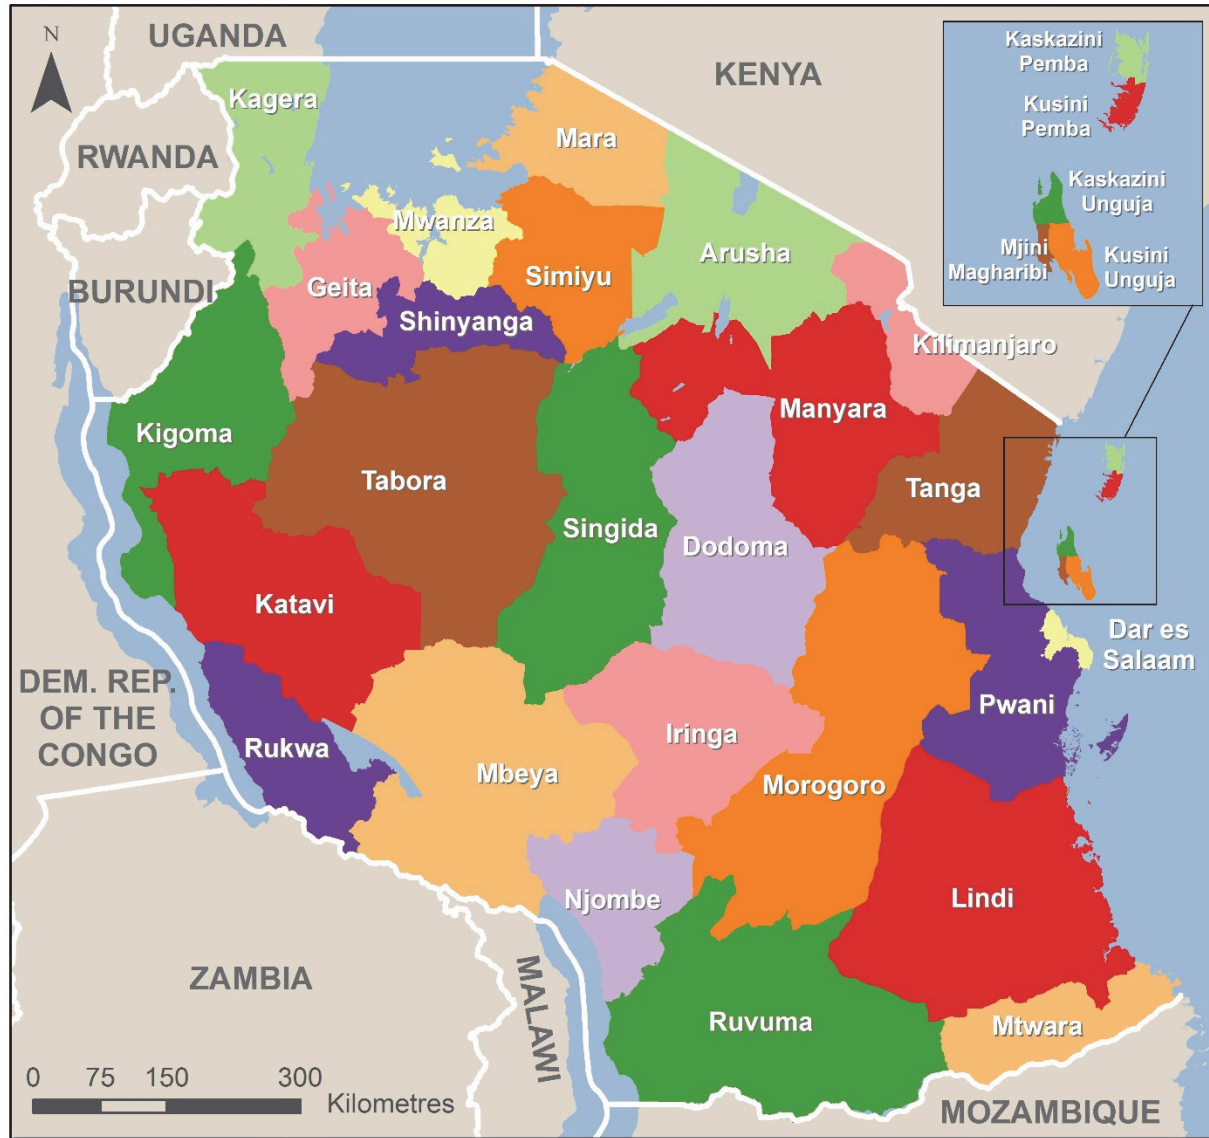 N
UGANDA
KENYA
RWANDA
BURUNDI
DEM. REP.
OF THE
CONGO
ZAMBIA
MALAWI
MOZAMBIQUE
Kagera
Mara
Mwanza
Geita
Simiyu
Arusha
Shinyanga
Kilimanjaro
Kigoma
Manyara
Tabora
Tanga
Singida
Dodoma
Katavi
Dar es
Salaam
Pwani
Rukwa
Iringa
Mbeya
Morogoro
Njombe
Lindi
Ruvuma
Mtwara
Kaskazini
Pemba
Kusini
Pemba
Kaskazini
Unguja
Mjini
Magharibi
Kusini
Unguja
0 75 150 300
Kilometres